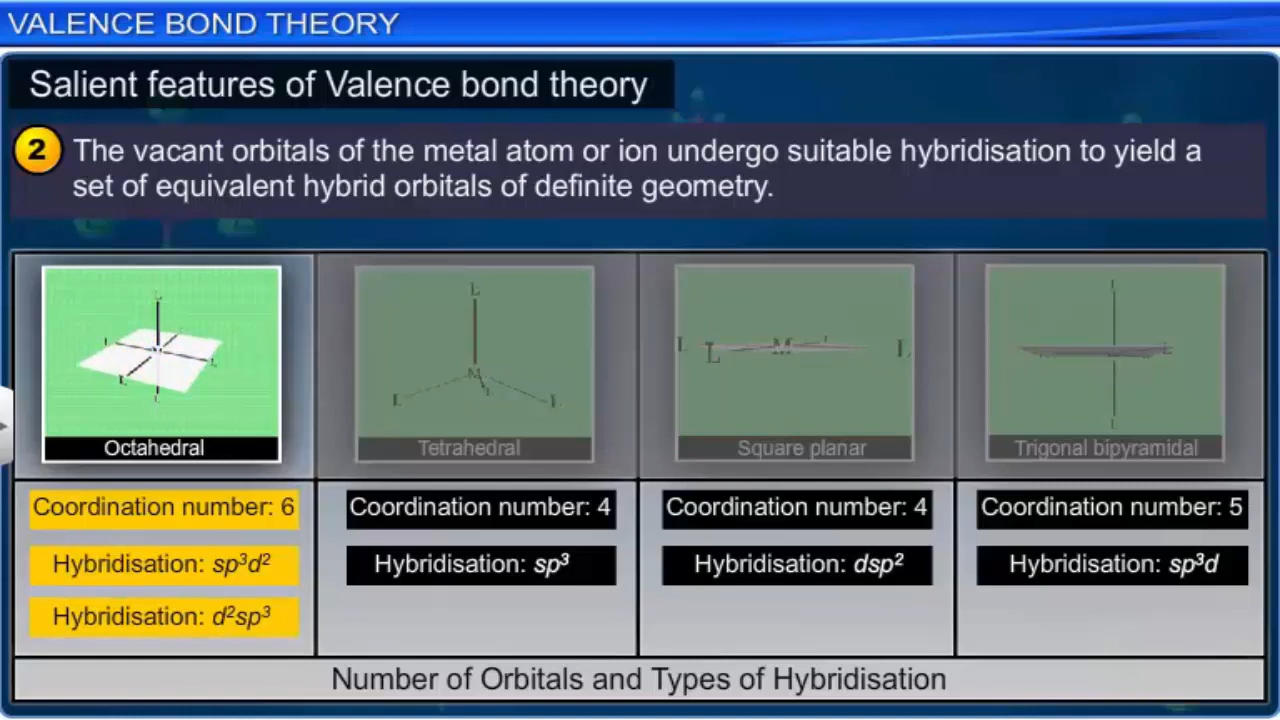 VALENCE BOND THEORY
Salient features of Valence bond theory
2 The vacant orbitals of the metal atom or ion undergo suitable hybridisation to yield a
set of equivalent hybrid orbitals of definite geometry.
L
L
M
L
L
L
Octahedral
L
M
L
L
L
Tetrahedral
L
L
M
L
L
Square planar
L
L
L
Trigonal bipyramidal
Coordination number: 6
Hybridisation: sp³d²
Hybridisation: d²sp³
Coordination number: 4
Hybridisation: sp³
Coordination number: 4
Hybridisation: dsp²
Coordination number: 5
Hybridisation: sp³d
Number of Orbitals and Types of Hybridisation